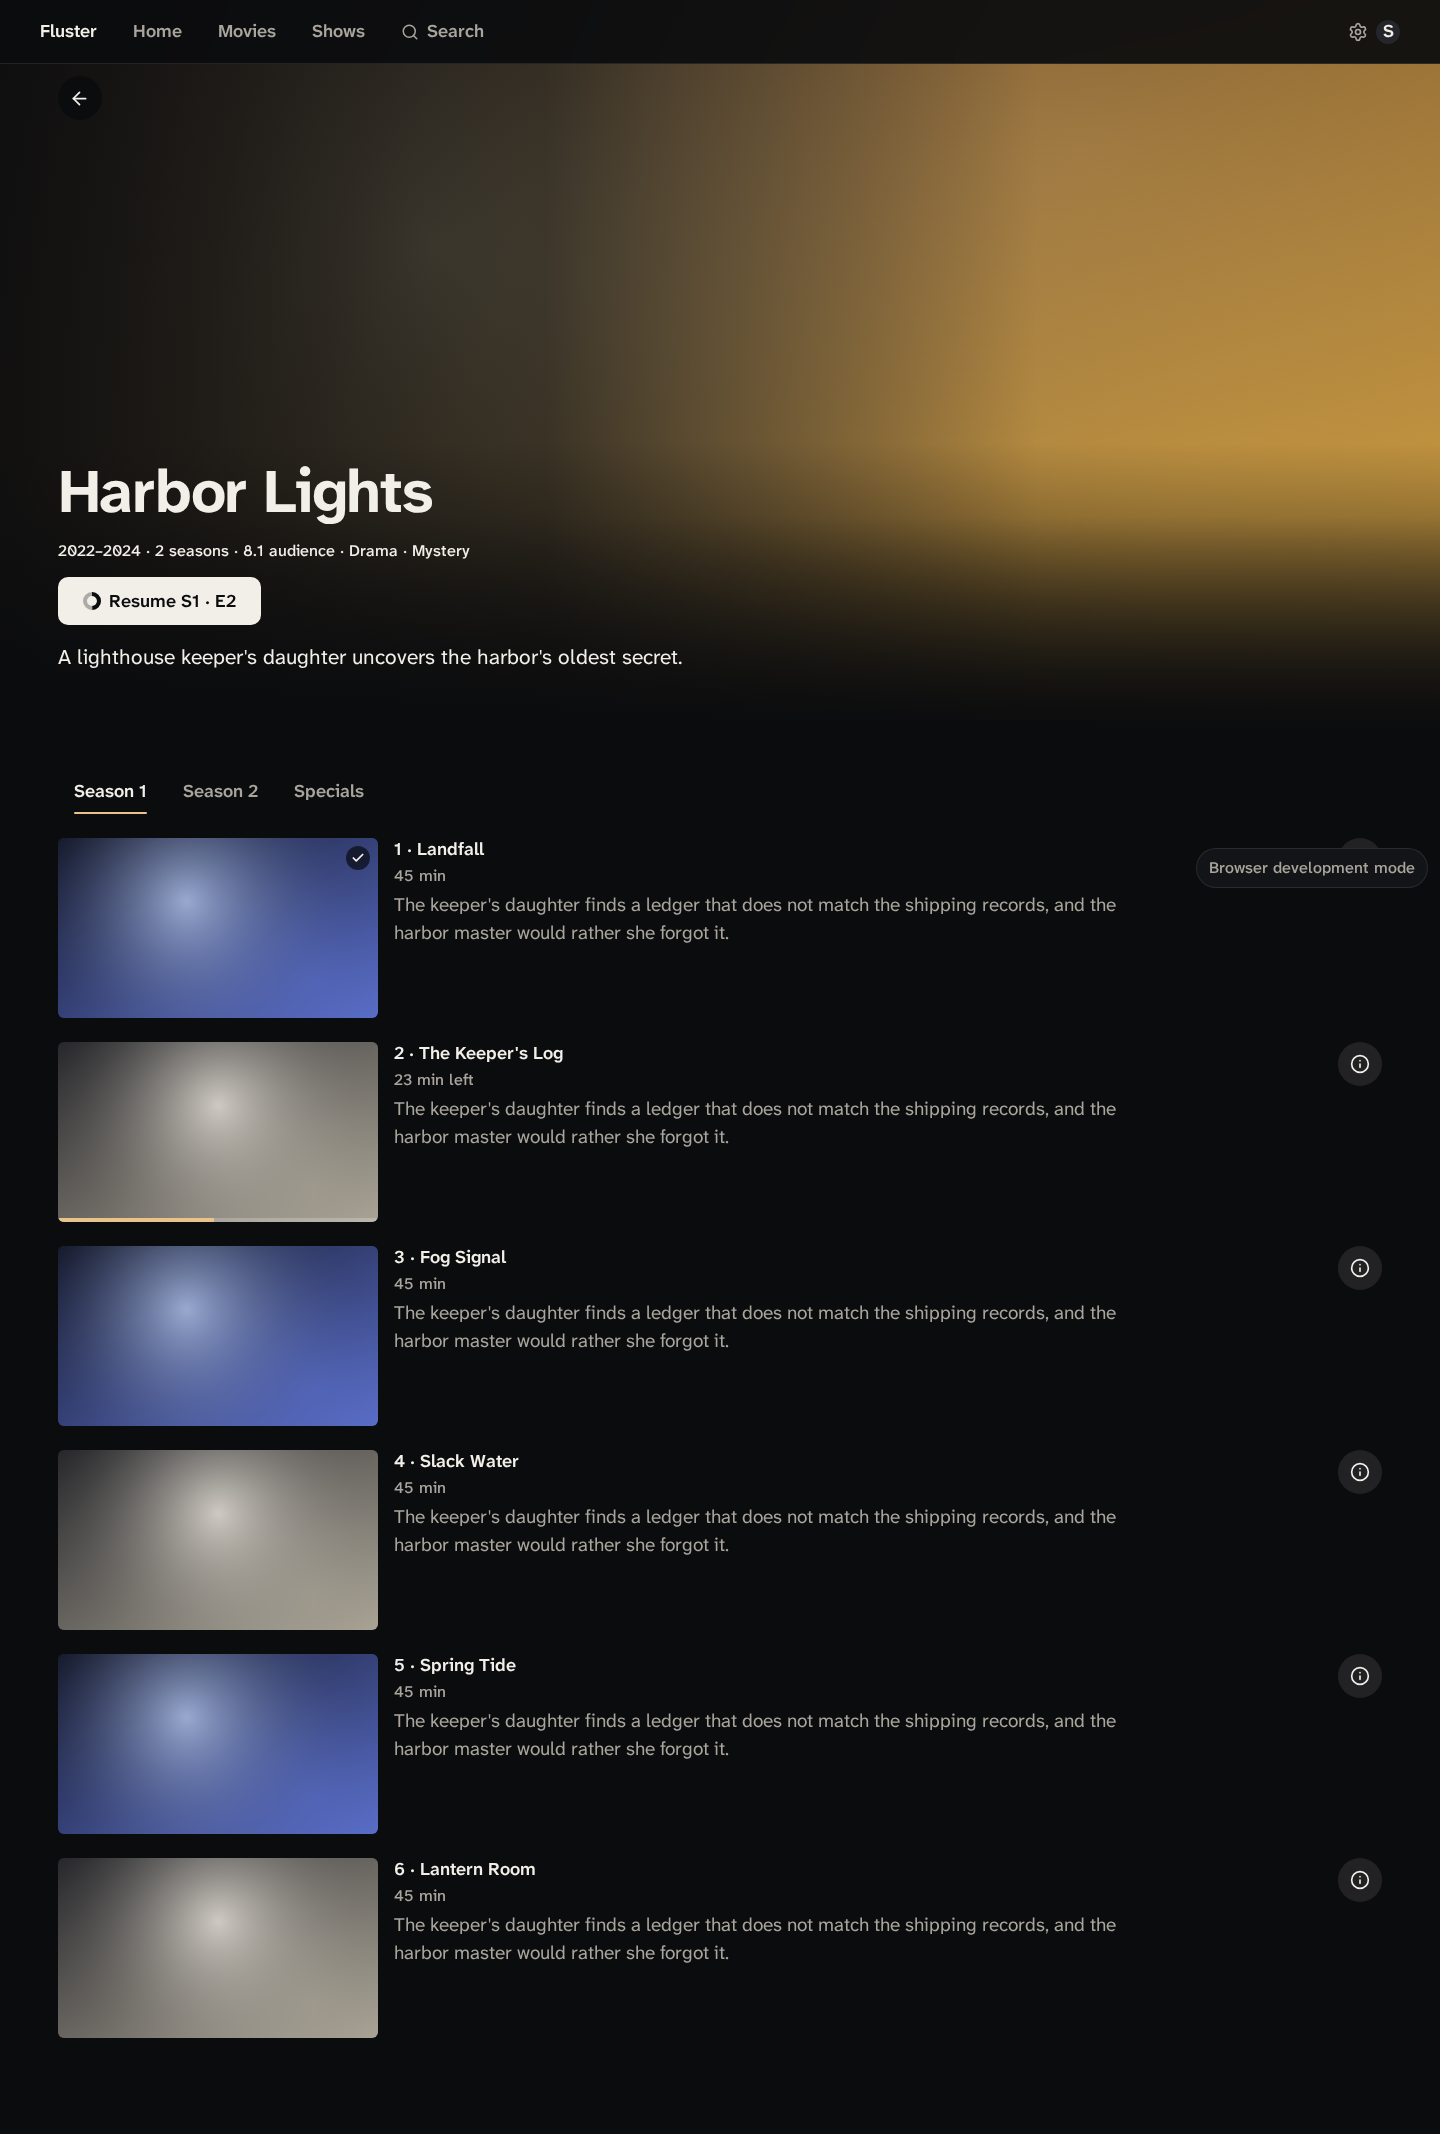 Fluster Home Movies Shows Search S
Harbor Lights
2022–2024 · 2 seasons · 8.1 audience · Drama · Mystery
Resume S1 · E2
A lighthouse keeper's daughter uncovers the harbor's oldest secret.
Season 1 Season 2 Specials
1 · Landfall
45 min
Browser development mode
The keeper's daughter finds a ledger that does not match the shipping records, and the
harbor master would rather she forgot it.
2 · The Keeper's Log
23 min left
The keeper's daughter finds a ledger that does not match the shipping records, and the
harbor master would rather she forgot it.
3 · Fog Signal
45 min
The keeper's daughter finds a ledger that does not match the shipping records, and the
harbor master would rather she forgot it.
4 · Slack Water
45 min
The keeper's daughter finds a ledger that does not match the shipping records, and the
harbor master would rather she forgot it.
5 · Spring Tide
45 min
The keeper's daughter finds a ledger that does not match the shipping records, and the
harbor master would rather she forgot it.
6 · Lantern Room
45 min
The keeper's daughter finds a ledger that does not match the shipping records, and the
harbor master would rather she forgot it.